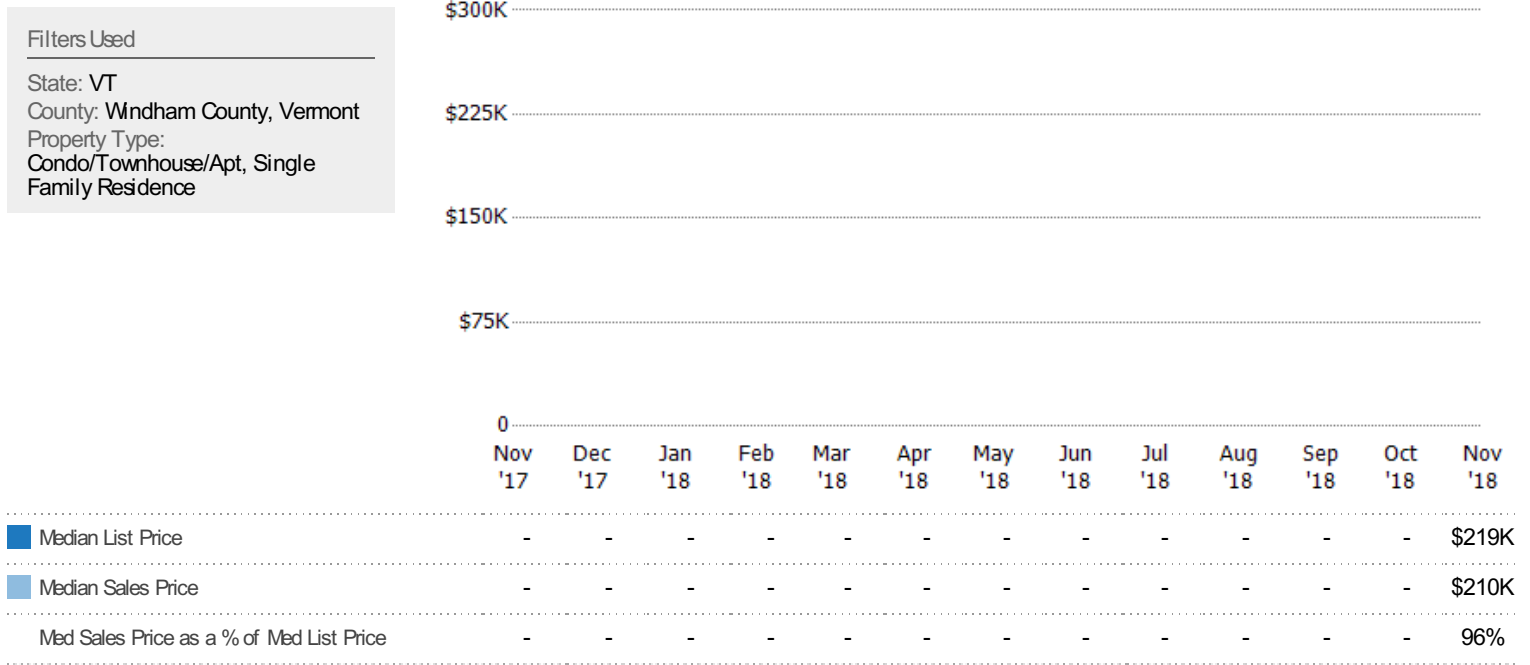 Filters Used
State: VT
County: Windham County, Vermont
Property Type:
Condo/Townhouse/Apt, Single
Family Residence
$300K
$225K
$150K
$75K
0
Nov Dec Jan Feb Mar Apr May Jun Jul Aug Sep Oct Nov
'17 '17 '18 '18 '18 '18 '18 '18 '18 '18 '18 '18 '18
Median List Price - - - - - - - - - - - - $219K
Median Sales Price - - - - - - - - - - - - $210K
Med Sales Price as a % of Med List Price - - - - - - - - - - - - 96%